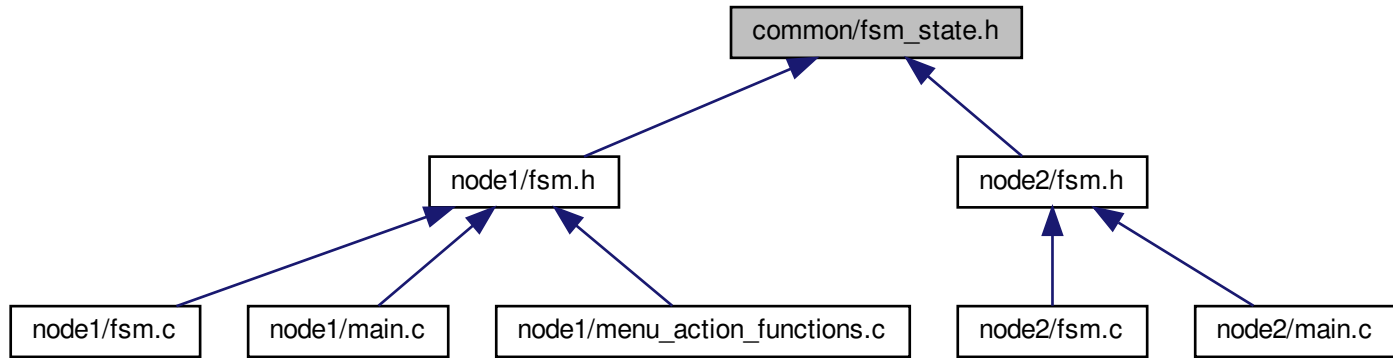 common/fsm_state.h
node1/fsm.h
node2/fsm.h
node1/fsm.c
node1/main.c
node1/menu_action_functions.c
node2/fsm.c
node2/main.c